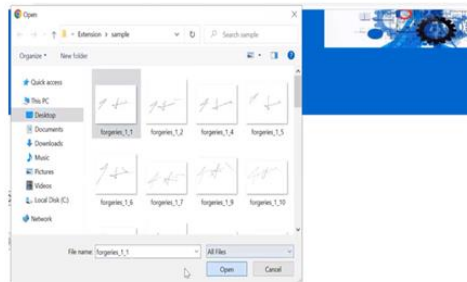 Open
Extension › sample
Search sample
Organize
New folder
Quick access
This PC
Desktop
Documents
Downloads
Music
Pictures
Videos
Local Disk (C:)
Network
forgeries_1_1
forgeries_1_2
forgeries_1_4
forgeries_1_5
forgeries_1_6
forgeries_1_7
forgeries_1_9
forgeries_1_10
File name: forgeries_1_1
All Files
Open
Cancel